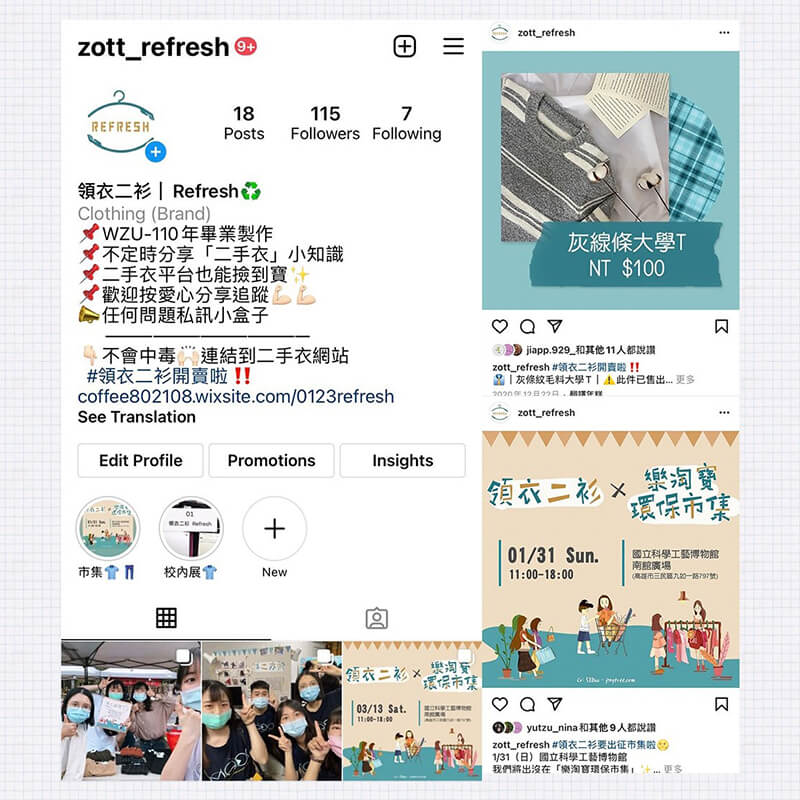 zott_refresh 9+
REFRESH
18
Posts
115
Followers
7
Following
領衣二衫｜Refresh♻️
Clothing (Brand)
📌WZU-110年畢業製作
📌不定時分享「二手衣」小知識
📌二手衣平台也能撿到寶✨
📌歡迎按愛心分享追蹤💪🏻💪🏻
📣任何問題私訊小盒子
————————————
👇🏻不會中毒🙌🏻連結到二手衣網站
#領衣二衫開賣啦‼️
coffee802108.wixsite.com/0123refresh
See Translation
Edit Profile
Promotions
Insights
01
領衣二衫 Refresh
市集👕👖
校內展👕
New
領衣二衫 × 樂淘寶
環保市集
03/13 Sat.
11:00-18:00
國立科學工藝博物館
南館廣場
zott_refresh
灰線條大學T
NT $100
jiapp.929_和其他 11 人都說讚
zott_refresh #領衣二衫開賣啦‼️
👔｜灰條紋毛料大學T｜⚠️此件已售出... 更多
2020年12月22日・翻譯年糕
zott_refresh
領衣二衫 × 樂淘寶
環保市集
01/31 Sun.
11:00-18:00
國立科學工藝博物館
南館廣場
(高雄市三民區九如一路797號)
yutzu_nina和其他 9 人都說讚
zott_refresh #領衣二衫要出征市集啦
1/31（日）國立科學工藝博物館
我們將出沒在「樂淘寶環保市集」✨... 更多